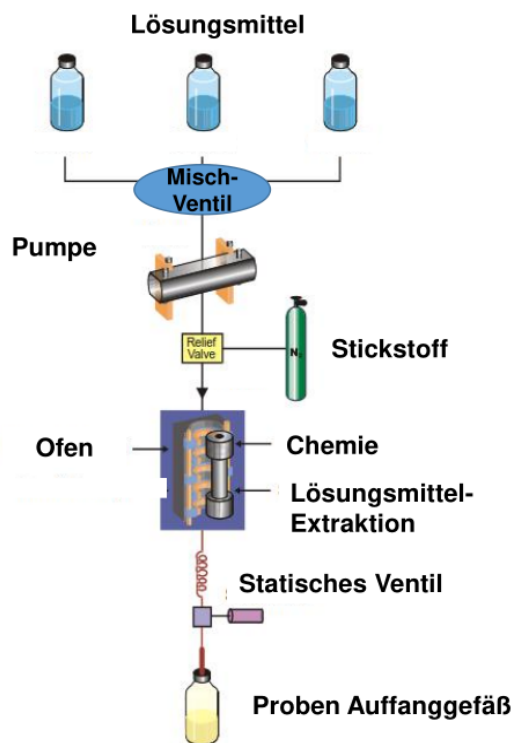 Lösungsmittel
Misch-
Ventil
Pumpe
Relief
Valve
N₂
Stickstoff
Ofen
Chemie
Lösungsmittel-
Extraktion
Statisches Ventil
Proben Auffanggefäß